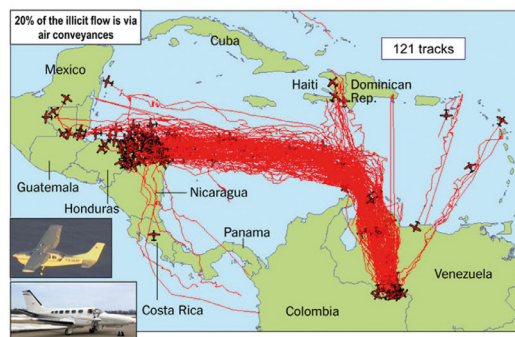 20% of the illicit flow is via
air conveyances
Cuba
121 tracks
Mexico
Haiti
Dominican
Rep.
Guatemala
Honduras
Nicaragua
Panama
Costa Rica
Colombia
Venezuela